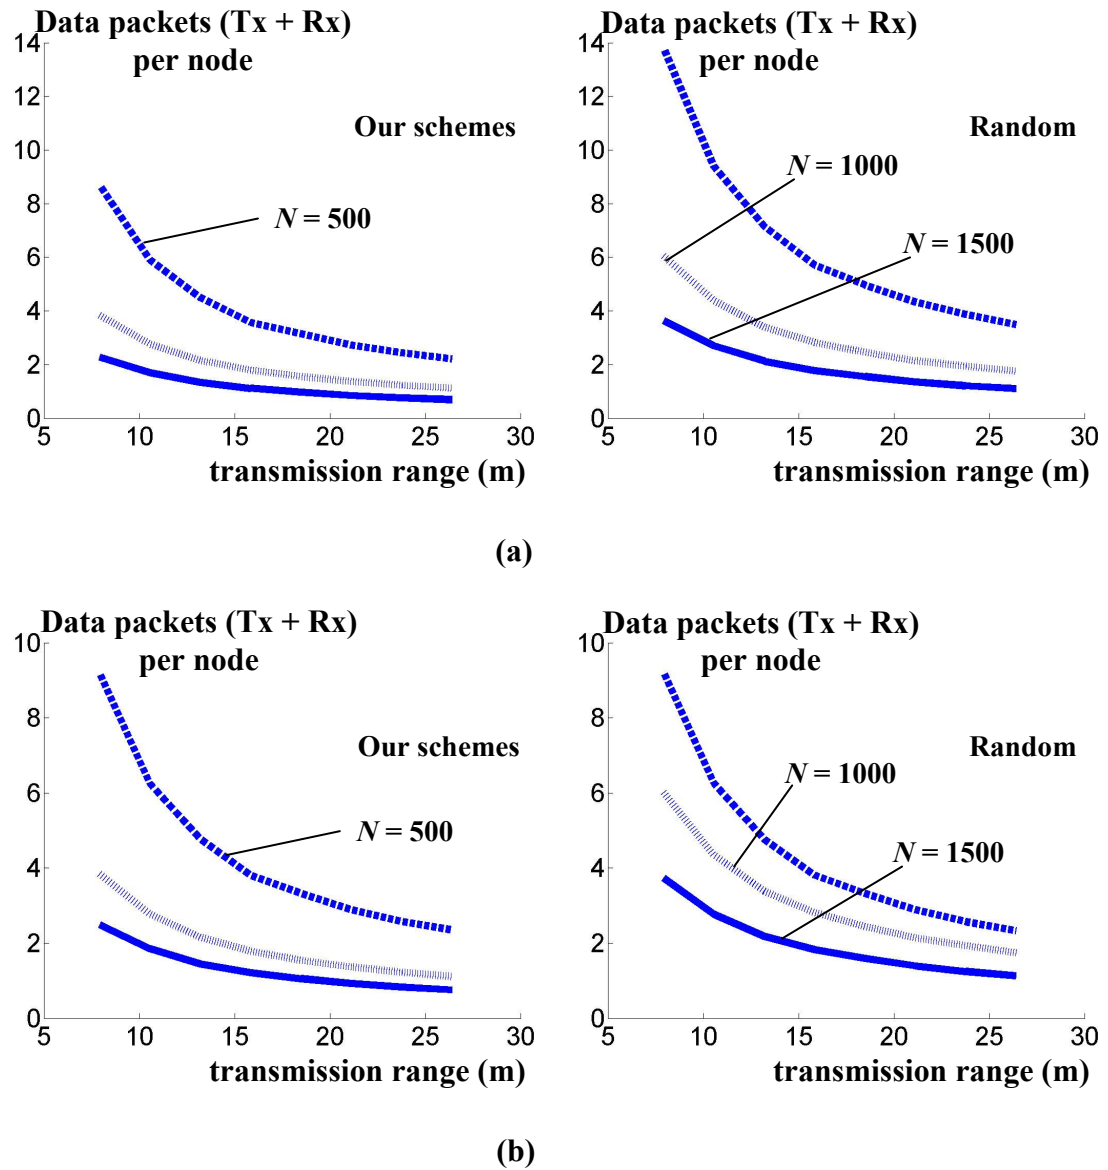 Data packets (Tx + Rx)
per node
14
12
10
8
6
4
2
0
5
10
15
20
25
30
Our schemes
N = 500
transmission range (m)
Data packets (Tx + Rx)
per node
14
12
10
8
6
4
2
0
5
10
15
20
25
30
Random
N = 1000
N = 1500
transmission range (m)
(a)
Data packets (Tx + Rx)
per node
10
8
6
4
2
0
5
10
15
20
25
30
Our schemes
N = 500
transmission range (m)
Data packets (Tx + Rx)
per node
10
8
6
4
2
0
5
10
15
20
25
30
Random
N = 1000
N = 1500
transmission range (m)
(b)